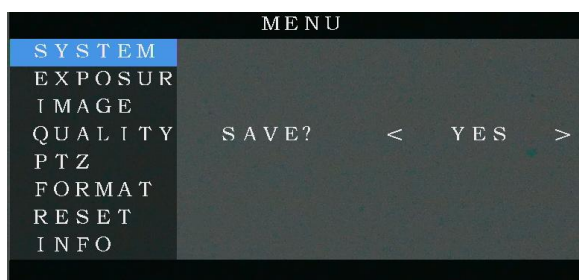 MENU
SYSTEM
EXPOSUR
IMAGE
QUALITY SAVE? < YES >
PTZ
FORMAT
RESET
INFO